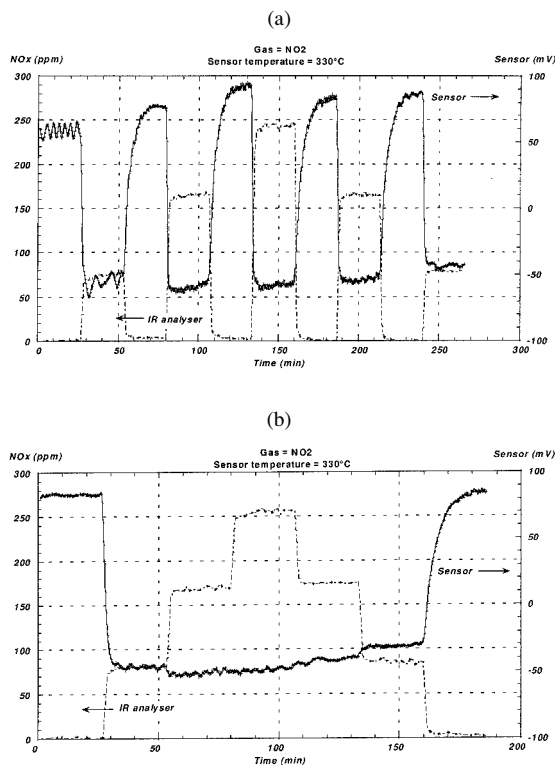 (a)
Gas = NO2
NOx (ppm)
Sensor temperature = 330°C
Sensor (mV)
300
250
200
150
100
50
0
100
50
0
-50
-100
Sensor
IR analyser
0
50
100
150
200
250
300
Time (min)
(b)
Gas = NO2
NOx (ppm)
Sensor temperature = 330°C
Sensor (mV)
300
250
200
150
100
50
0
100
50
0
-50
-100
Sensor
IR analyser
0
50
100
150
200
Time (min)